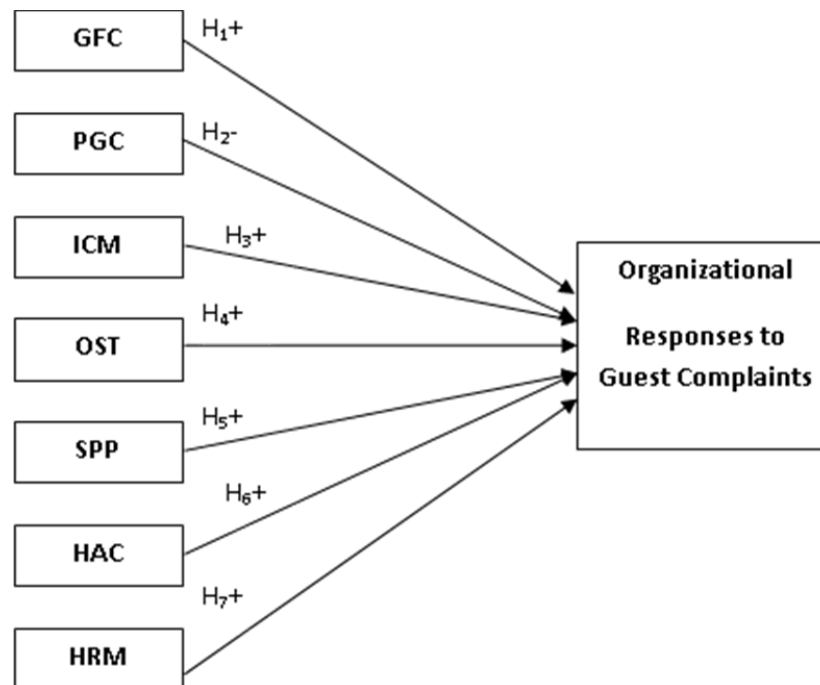 GFC
H₁+
PGC
H₂-
ICM
H₃+
OST
H₄+
SPP
H₅+
HAC
H₆+
HRM
H₇+
Organizational
Responses to
Guest Complaints